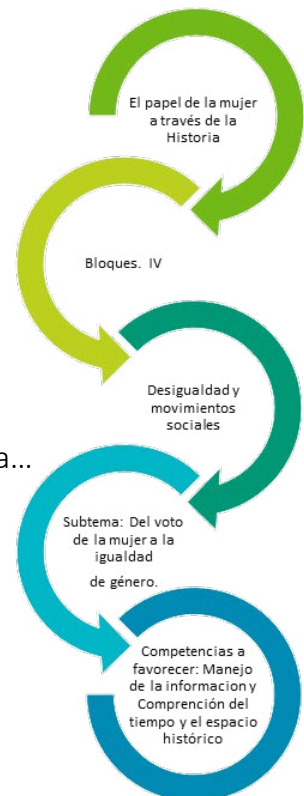 El papel de la mujer
a través de la
Historia
Bloques. IV
Desigualdad y
movimientos
sociales
a...
Subtema: Del voto
de la mujer a la
igualdad
de género.
Competencias a
favorecer: Manejo
de la informacion y
Comprención del
tiempo y el espacio
histórico